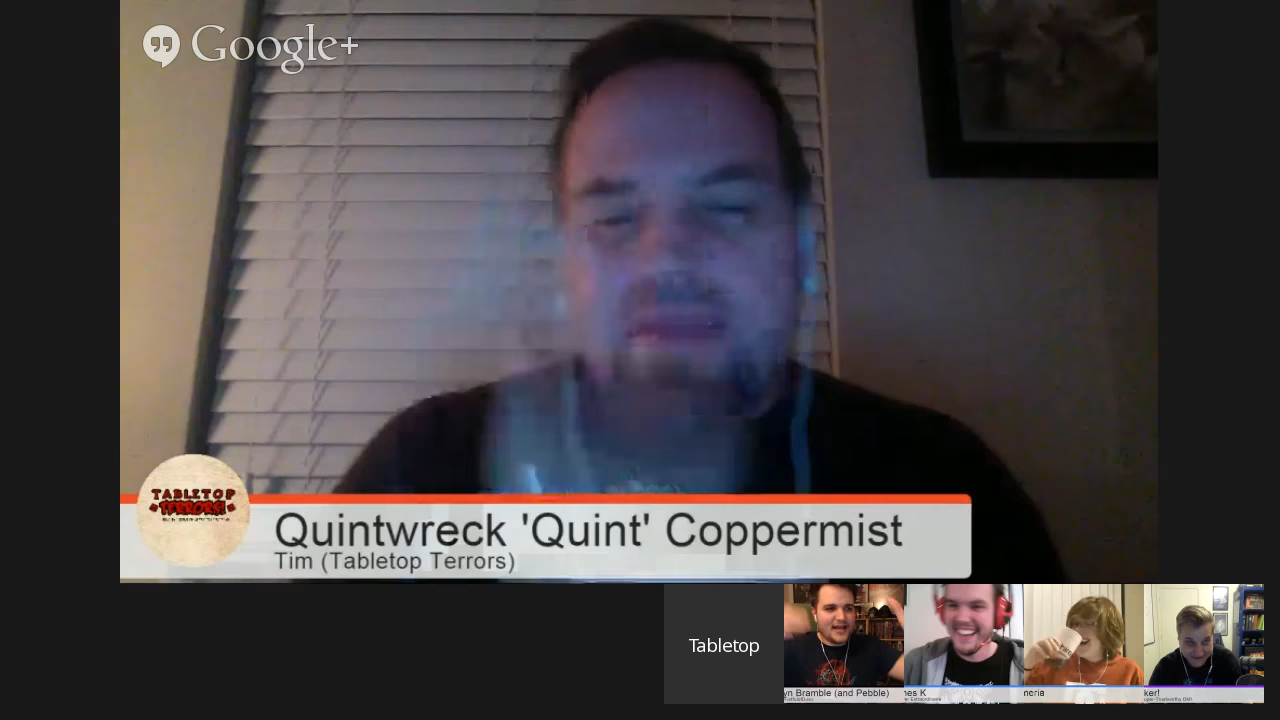 Google+
TABLETOP
TERRORS!
Quintwreck 'Quint' Coppermist
Tim (Tabletop Terrors)
Tabletop
yn Bramble (and Pebble)
nes K
neria
ker!